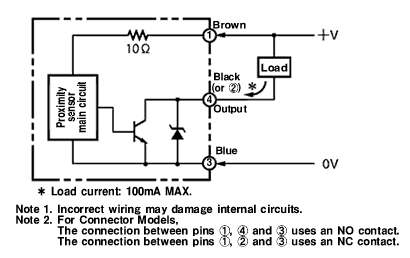 Brown
10Ω
① +V
Load
Black
(or ②) *
④
Output
Proximity
sensor
main circuit
Blue
③ 0V
* Load current: 100mA MAX.
Note 1. Incorrect wiring may damage internal circuits.
Note 2. For Connector Models,
The connection between pins ①, ④ and ③ uses an NO contact.
The connection between pins ①, ② and ③ uses an NC contact.